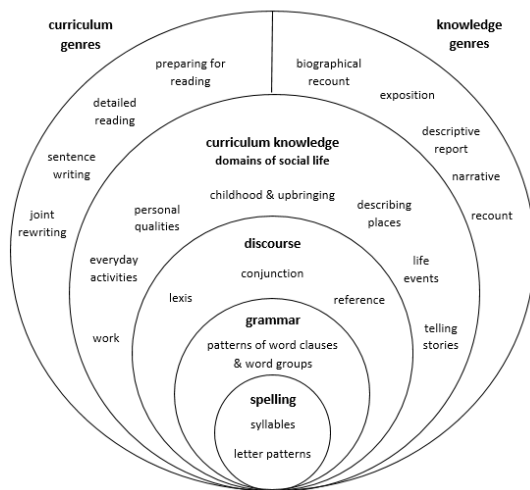 curriculum
genres
knowledge
genres
preparing for
reading
biographical
recount
detailed
reading
exposition
descriptive
report
sentence
writing
narrative
joint
rewriting
recount
curriculum knowledge
domains of social life
childhood & upbringing
personal
qualities
describing
places
everyday
activities
life
events
work
telling
stories
discourse
conjunction
lexis
reference
grammar
patterns of word clauses
& word groups
spelling
syllables
letter patterns